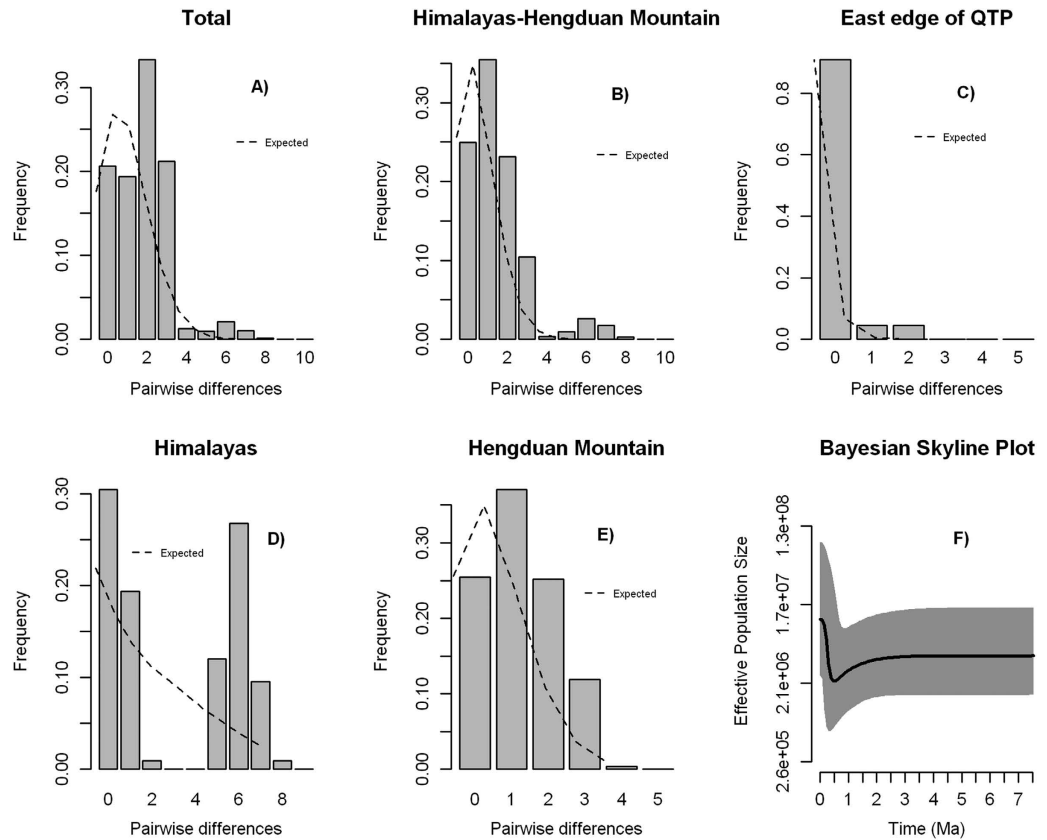 Total
A)
Expected
Frequency
0.00
0.10
0.20
0.30
0 2 4 6 8 10
Pairwise differences
Himalayas-Hengduan Mountain
B)
Expected
Frequency
0.00
0.10
0.20
0.30
0 2 4 6 8 10
Pairwise differences
East edge of QTP
C)
Expected
Frequency
0.0
0.2
0.4
0.6
0.8
0 1 2 3 4 5
Pairwise differences
Himalayas
D)
Expected
Frequency
0.00
0.10
0.20
0.30
0 2 4 6 8
Pairwise differences
Hengduan Mountain
E)
Expected
Frequency
0.00
0.10
0.20
0.30
0 1 2 3 4 5
Pairwise differences
Bayesian Skyline Plot
F)
Effective Population Size
2.6e+05
2.1e+06
1.7e+07
1.3e+08
0 1 2 3 4 5 6 7
Time (Ma)